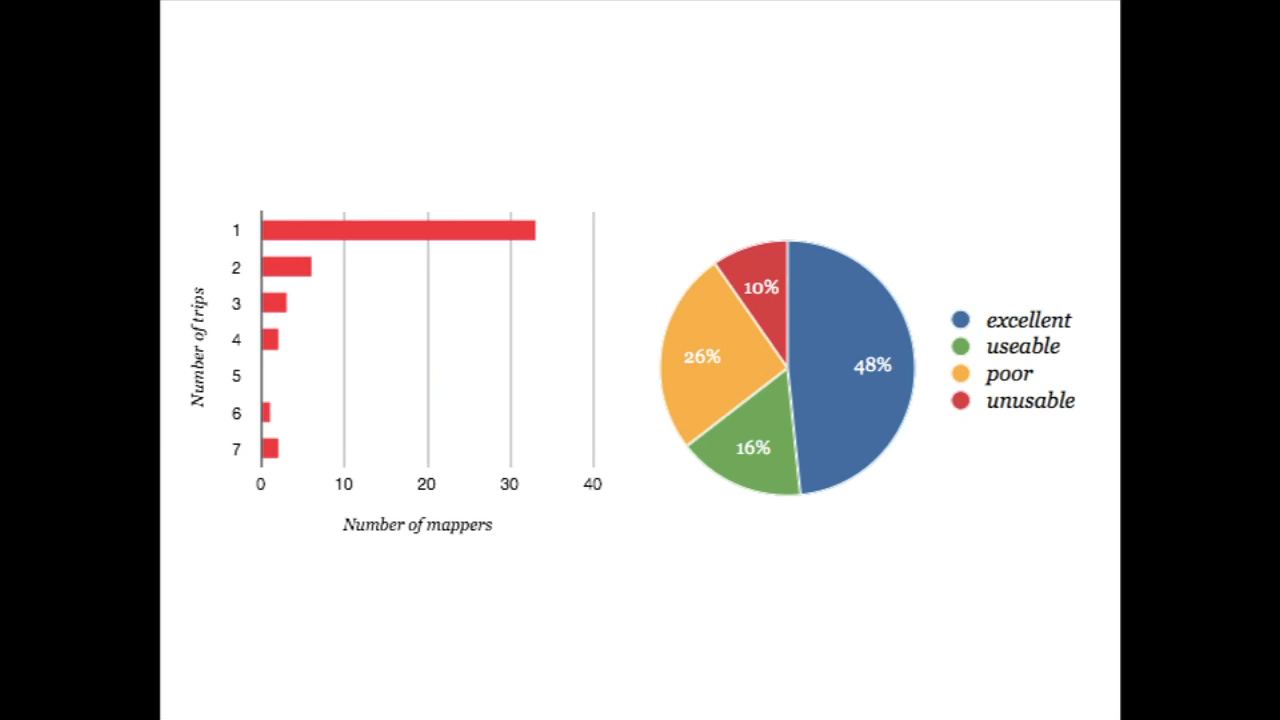 1
2
3
4
5
6
7
Number of trips
0 10 20 30 40
Number of mappers
10%
26%
48%
16%
excellent
useable
poor
unusable